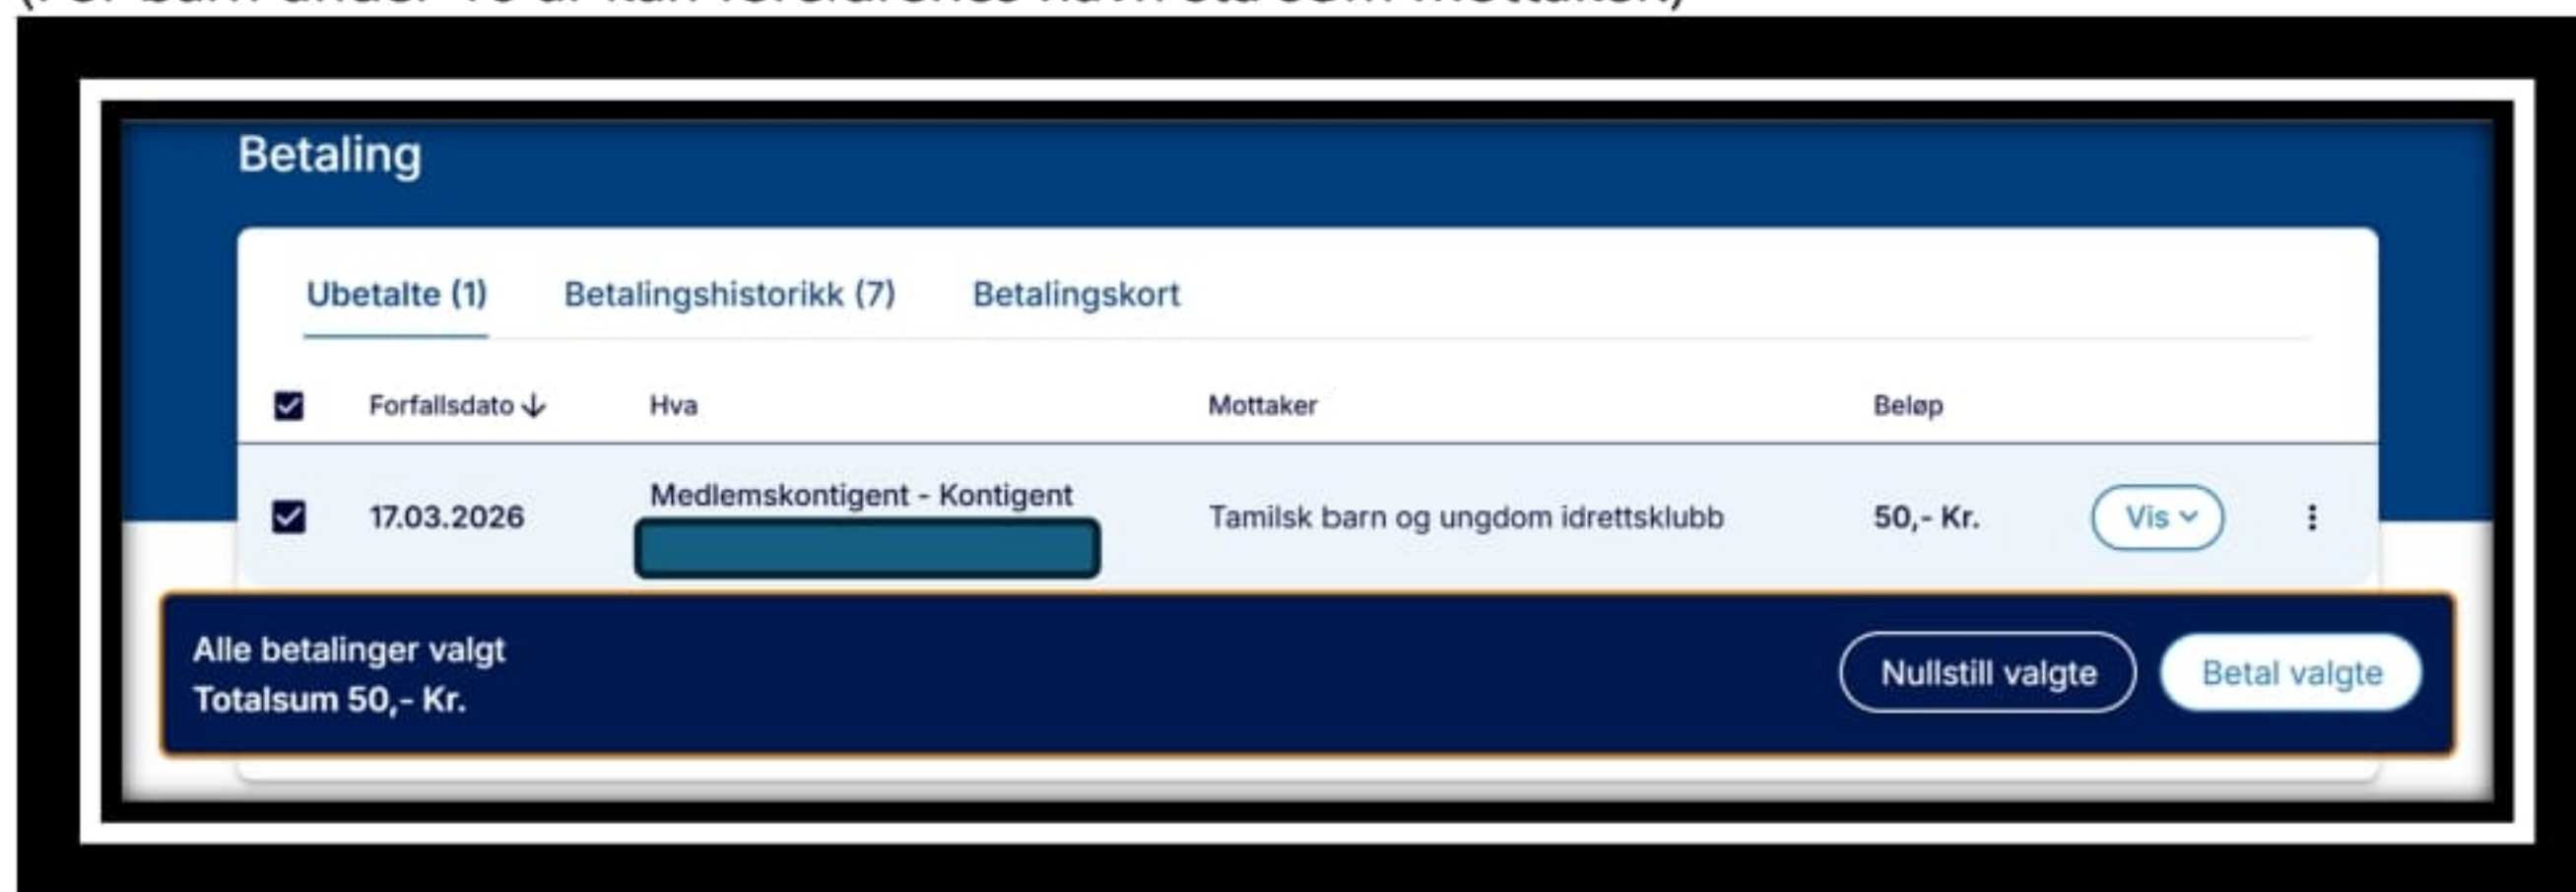 Betaling
Ubetalte (1) Betalingshistorikk (7) Betalingskort
Forfallsdato ↓ Hva Mottaker Beløp
17.03.2026 Medlemskontigent - Kontigent Tamilsk barn og ungdom idrettsklubb 50,- Kr. Vis
Alle betalinger valgt
Totalsum 50,- Kr.
Nullstill valgte Betal valgte